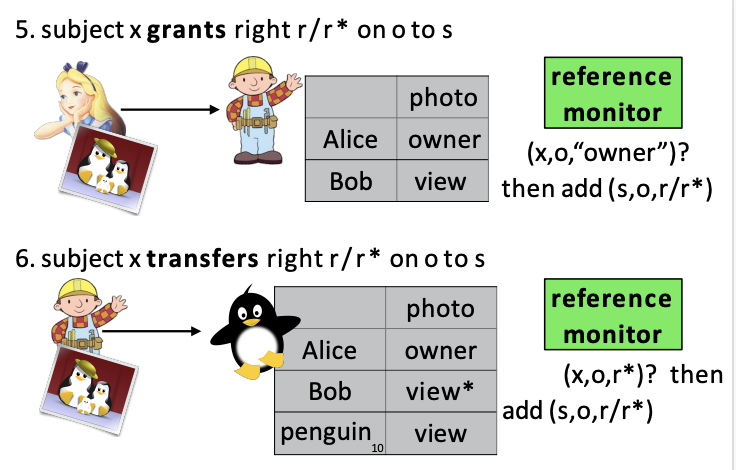 5. subject x grants right r/r* on o to s
photo
Alice owner
Bob view
reference
monitor
(x,o,“owner”)?
then add (s,o,r/r*)
6. subject x transfers right r/r* on o to s
photo
Alice owner
Bob view*
penguin view
10
reference
monitor
(x,o,r*)? then
add (s,o,r/r*)